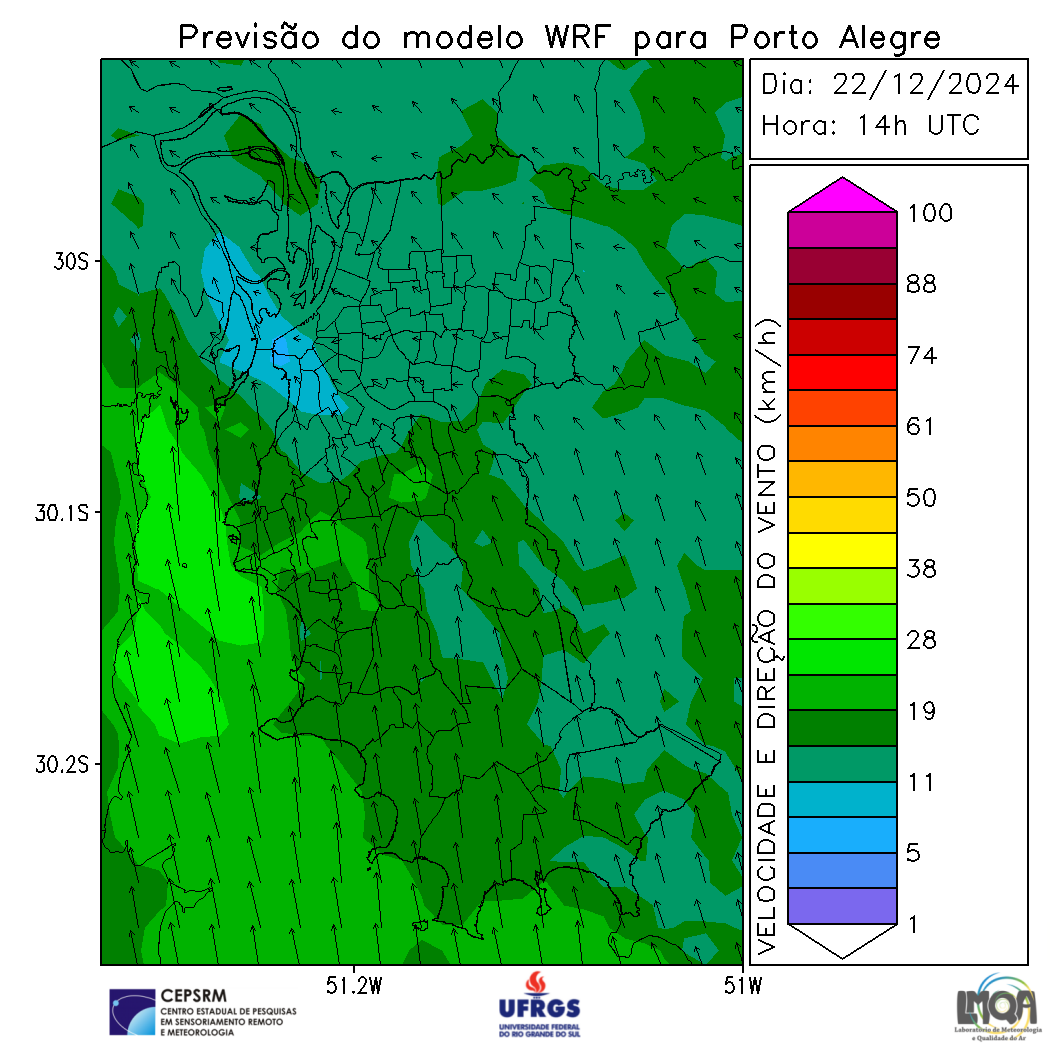 Previsão do modelo WRF para Porto Alegre
Dia: 22/12/2024
Hora: 14h UTC
30S
30.1S
30.2S
51.2W
51W
VELOCIDADE E DIREÇÃO DO VENTO (km/h)
100
88
74
61
50
38
28
19
11
5
1
CEPSRM
CENTRO ESTADUAL DE PESQUISAS
EM SENSORIAMENTO REMOTO
E METEOROLOGIA
UFRGS
UNIVERSIDADE FEDERAL
DO RIO GRANDE DO SUL
LMQA
Laboratório de Meteorologia
e Qualidade do Ar